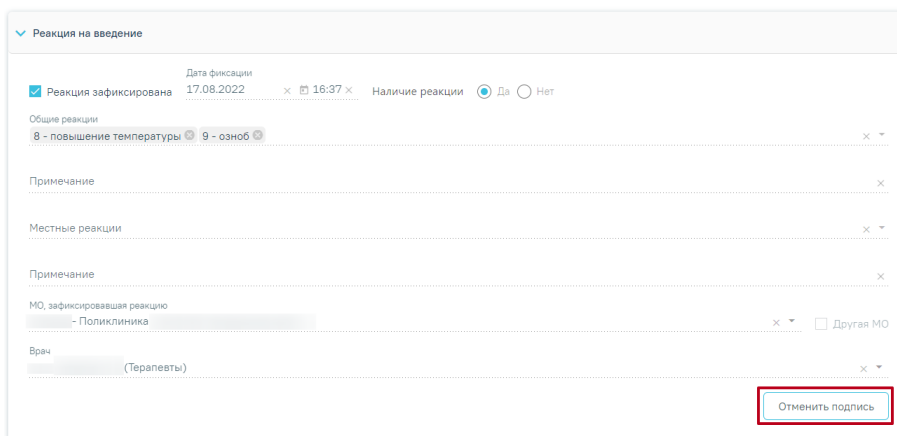 Реакция на введение
Дата фиксации
Реакция зафиксирована 17.08.2022 16:37 Наличие реакции Да Нет
Общие реакции
8 - повышение температуры 9 - озноб
Примечание
Местные реакции
Примечание
МО, зафиксировавшая реакцию
- Поликлиника
Другая МО
Врач
(Терапевты)
Отменить подпись